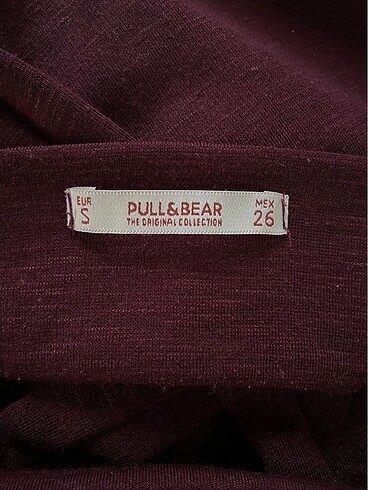 EUR
S
PULL&BEAR
THE ORIGINAL COLLECTION
MEX
26